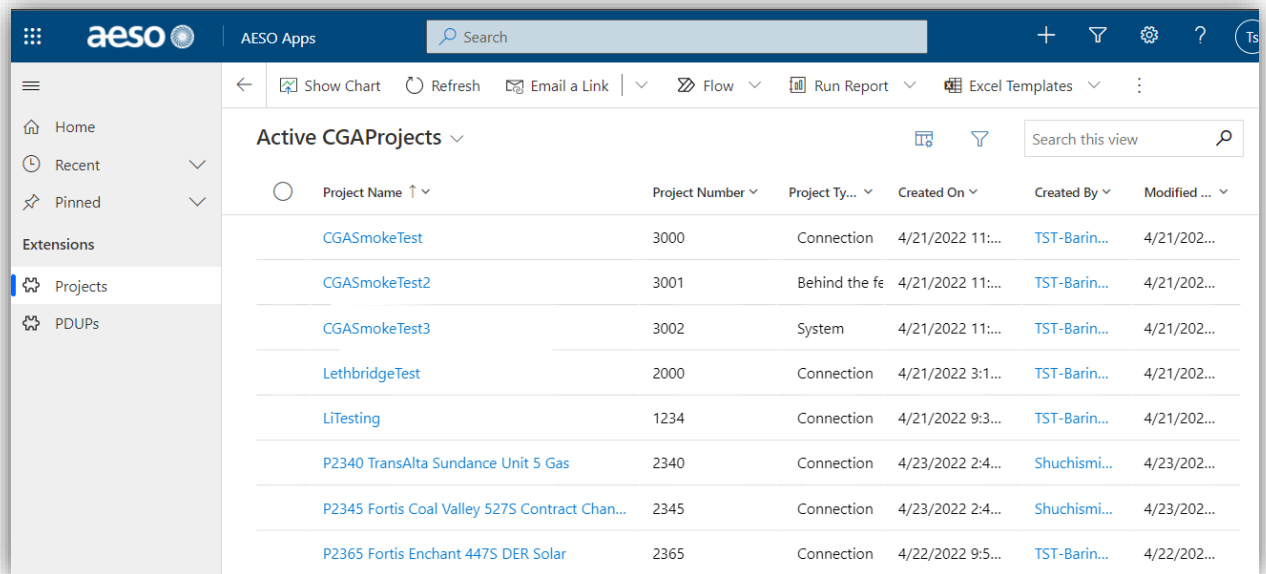 aeso AESO Apps Search ? Ts
Show Chart Refresh Email a Link Flow Run Report Excel Templates
Home
Recent
Pinned
Extensions
Projects
PDUPs
Active CGAProjects Search this view
Project Name Project Number Project Ty... Created On Created By Modified ...
CGASmokeTest 3000 Connection 4/21/2022 11:... TST-Barin... 4/21/202...
CGASmokeTest2 3001 Behind the fe 4/21/2022 11:... TST-Barin... 4/21/202...
CGASmokeTest3 3002 System 4/21/2022 11:... TST-Barin... 4/21/202...
LethbridgeTest 2000 Connection 4/21/2022 3:1... TST-Barin... 4/21/202...
LiTesting 1234 Connection 4/21/2022 9:3... TST-Barin... 4/21/202...
P2340 TransAlta Sundance Unit 5 Gas 2340 Connection 4/23/2022 2:4... Shuchismi... 4/23/202...
P2345 Fortis Coal Valley 527S Contract Chan... 2345 Connection 4/23/2022 2:4... Shuchismi... 4/23/202...
P2365 Fortis Enchant 447S DER Solar 2365 Connection 4/22/2022 9:5... TST-Barin... 4/22/202...